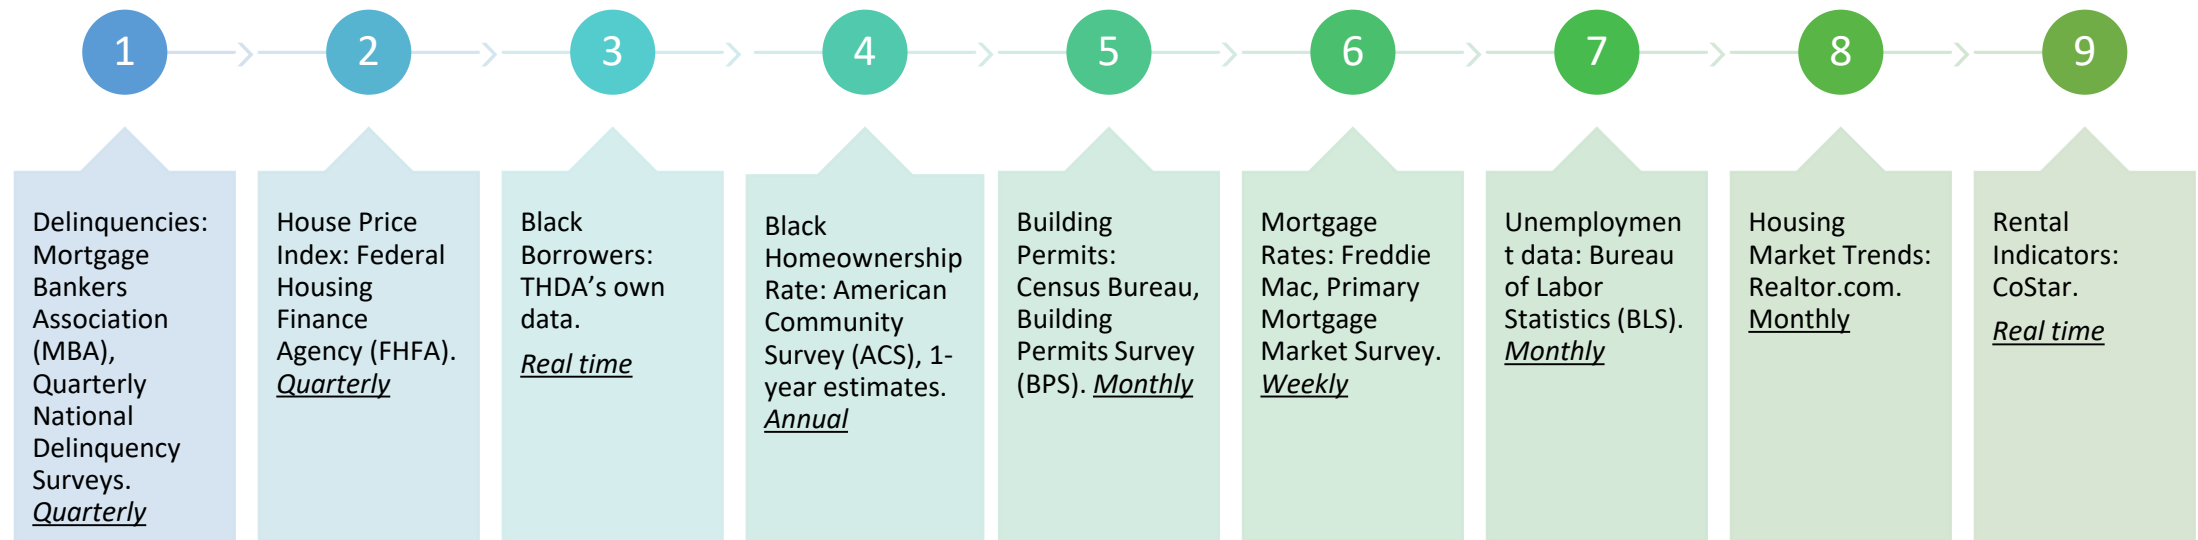 1
2
3
4
5
6
7
8
9
Delinquencies:
Mortgage
Bankers
Association
(MBA),
Quarterly
National
Delinquency
Surveys.
Quarterly
House Price
Index: Federal
Housing
Finance
Agency (FHFA).
Quarterly
Black
Borrowers:
THDA’s own
data.
Real time
Black
Homeownership
Rate: American
Community
Survey (ACS), 1-
year estimates.
Annual
Building
Permits:
Census Bureau,
Building
Permits Survey
(BPS). Monthly
Mortgage
Rates: Freddie
Mac, Primary
Mortgage
Market Survey.
Weekly
Unemploymen
t data: Bureau
of Labor
Statistics (BLS).
Monthly
Housing
Market Trends:
Realtor.com.
Monthly
Rental
Indicators:
CoStar.
Real time